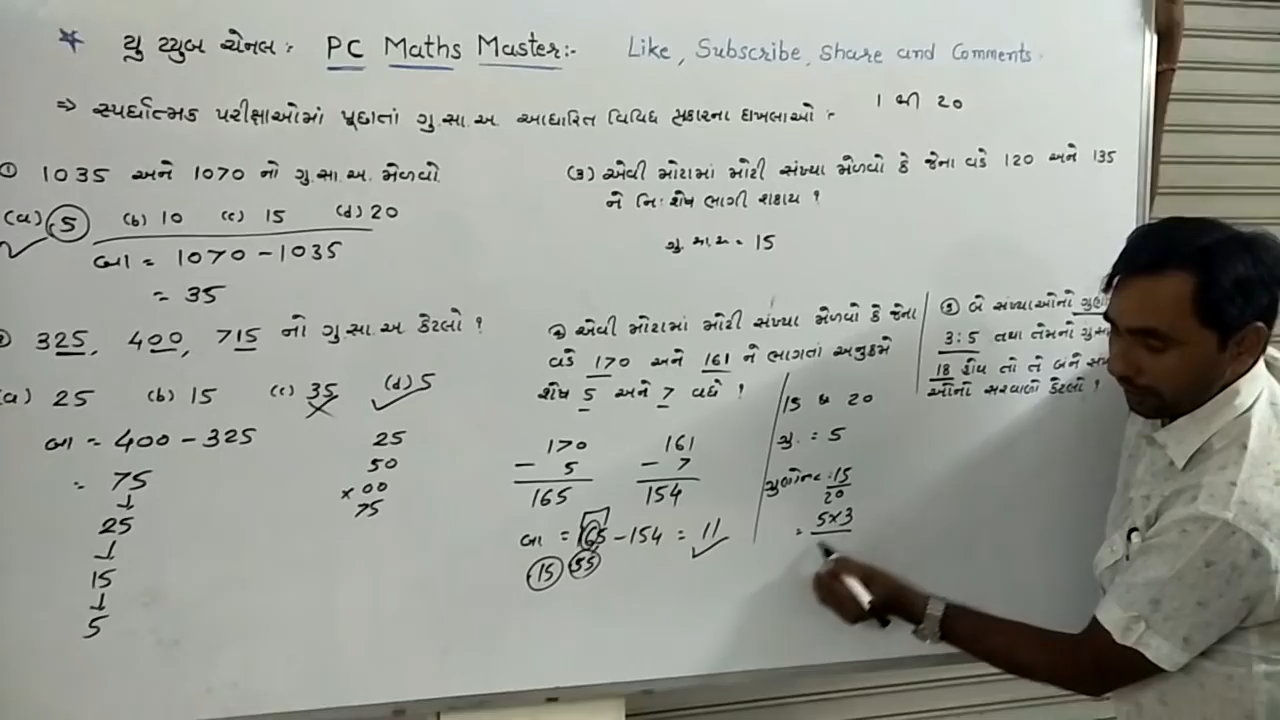 * યુ ટ્યુબ ચેનલ : PC Maths Master:- Like, Subscribe, Share and Comments.
⇒ સ્પર્ધાત્મક પરીક્ષાઓમાં પૂછાતાં ગુ.સા.અ. આધારિત વિવિધ પ્રકારના દાખલાઓ : 1 થી 20
① 1035 અને 1070 નો ગુ.સા.અ. મેળવો.
(a) 5 (b) 10 (c) 15 (d) 20
બા = 1070 - 1035
= 35
325, 400, 715 નો ગુ.સા.અ કેટલો ?
(a) 25 (b) 15 (c) 35 (d) 5
બા = 400 - 325
= 75
25
15
5
25
50
×00
75
(3) એવી મોટામાં મોટી સંખ્યા મેળવો કે જેના વડે 120 અને 135
ને નિ:શેષ ભાગી શકાય ?
ગુ.સા.અ = 15
એવી મોટામાં મોટી સંખ્યા મેળવો કે જેના
વડે 170 અને 161 ને ભાગતાં અનુક્રમે
શેષ 5 અને 7 વધે ?
170 161
- 5 - 7
165 154
બા = 165 - 154 = 11
15 55
15 & 20
ગુ. = 5
ગુણોત્તર : 15
20
= 5×3
⑤ બે સંખ્યાઓનો
3:5 તથા તેમનો
18 હોય તો તે બંને
ઓનો સરવાળો કેટલો ?